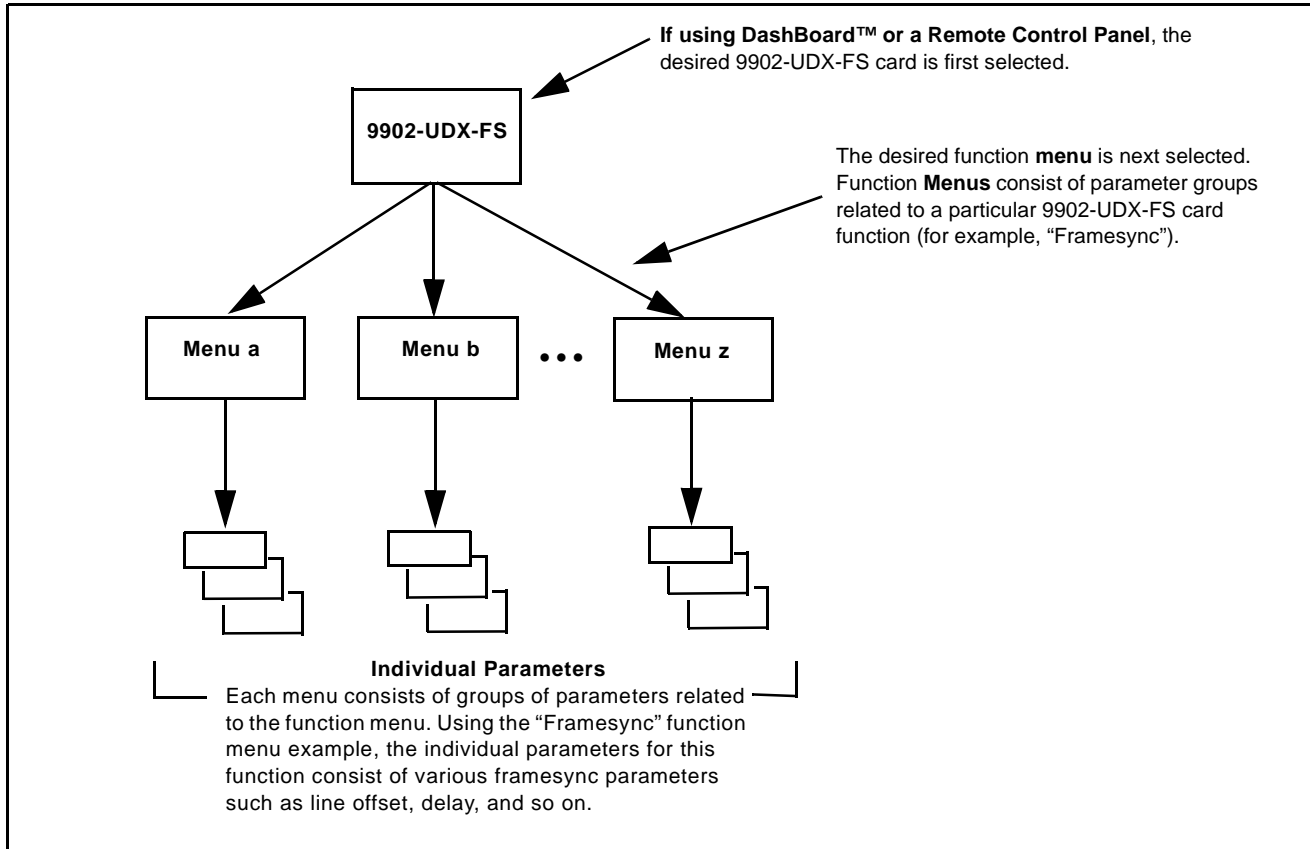 If using DashBoard™ or a Remote Control Panel, the
desired 9902-UDX-FS card is first selected.
9902-UDX-FS
The desired function menu is next selected.
Function Menus consist of parameter groups
related to a particular 9902-UDX-FS card
function (for example, “Framesync”).
Menu a
Menu b
•••
Menu z
Individual Parameters
Each menu consists of groups of parameters related
to the function menu. Using the “Framesync” function
menu example, the individual parameters for this
function consist of various framesync parameters
such as line offset, delay, and so on.